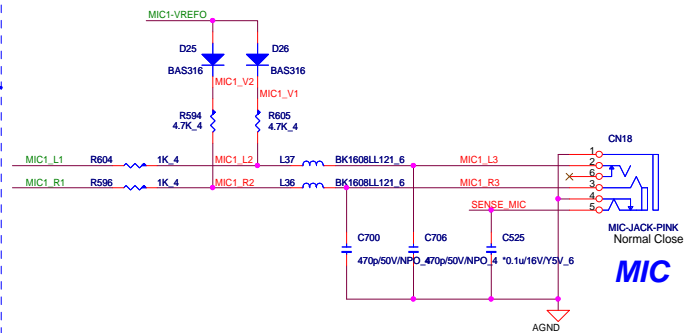 MIC1-VREFO
D25
D26
BAS316
BAS316
MIC1_V2
MIC1_V1
R594
4.7K_4
R605
4.7K_4
CN18
MIC1_L1
R604
1K_4
MIC1_L2
L37
BK1608LL121_6
MIC1_L3
MIC1_R1
R596
1K_4
MIC1_R2
L36
BK1608LL121_6
MIC1_R3
SENSE_MIC
1
2
6
3
4
5
MIC-JACK-PINK
Normal Close
C700
470p/50V/NPO_4
C706
470p/50V/NPO_4
C525
*0.1u/16V/Y5V_6
MIC
AGND